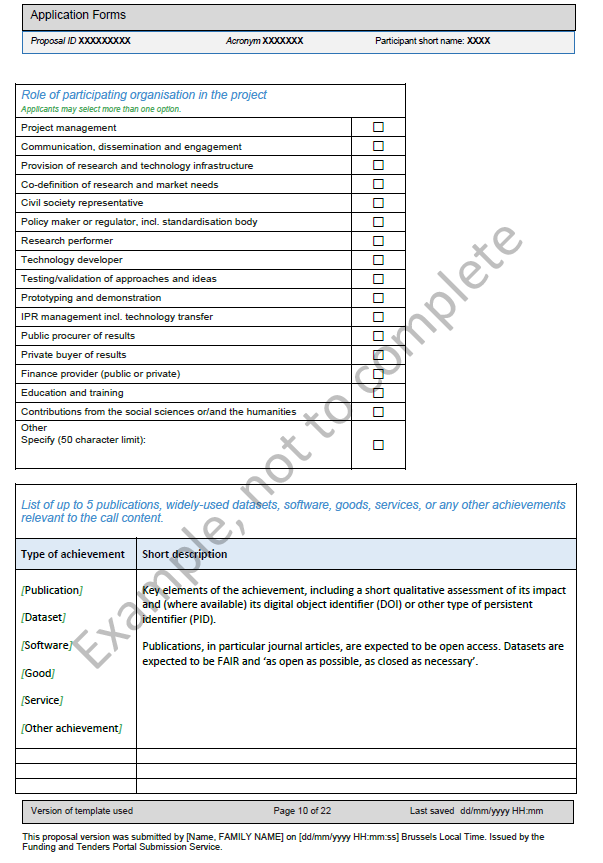 Application Forms
Proposal ID XXXXXXXXX Acronym XXXXXXX Participant short name: XXXX
Role of participating organisation in the project
Applicants may select more than one option.
Project management ☐
Communication, dissemination and engagement ☐
Provision of research and technology infrastructure ☐
Co-definition of research and market needs ☐
Civil society representative ☐
Policy maker or regulator, incl. standardisation body ☐
Research performer ☐
Technology developer ☐
Testing/validation of approaches and ideas ☐
Prototyping and demonstration ☐
IPR management incl. technology transfer ☐
Public procurer of results ☐
Private buyer of results ☐
Finance provider (public or private) ☐
Education and training ☐
Contributions from the social sciences or/and the humanities ☐
Other
Specify (50 character limit): ☐
Example, not to complete
List of up to 5 publications, widely-used datasets, software, goods, services, or any other achievements
relevant to the call content.
Type of achievement Short description
[Publication] Key elements of the achievement, including a short qualitative assessment of its impact
and (where available) its digital object identifier (DOI) or other type of persistent
[Dataset] identifier (PID).
[Software] Publications, in particular journal articles, are expected to be open access. Datasets are
expected to be FAIR and ‘as open as possible, as closed as necessary’.
[Good]
[Service]
[Other achievement]
Version of template used Page 10 of 22 Last saved dd/mm/yyyy HH:mm
This proposal version was submitted by [Name, FAMILY NAME] on [dd/mm/yyyy HH:mm:ss] Brussels Local Time. Issued by the
Funding and Tenders Portal Submission Service.